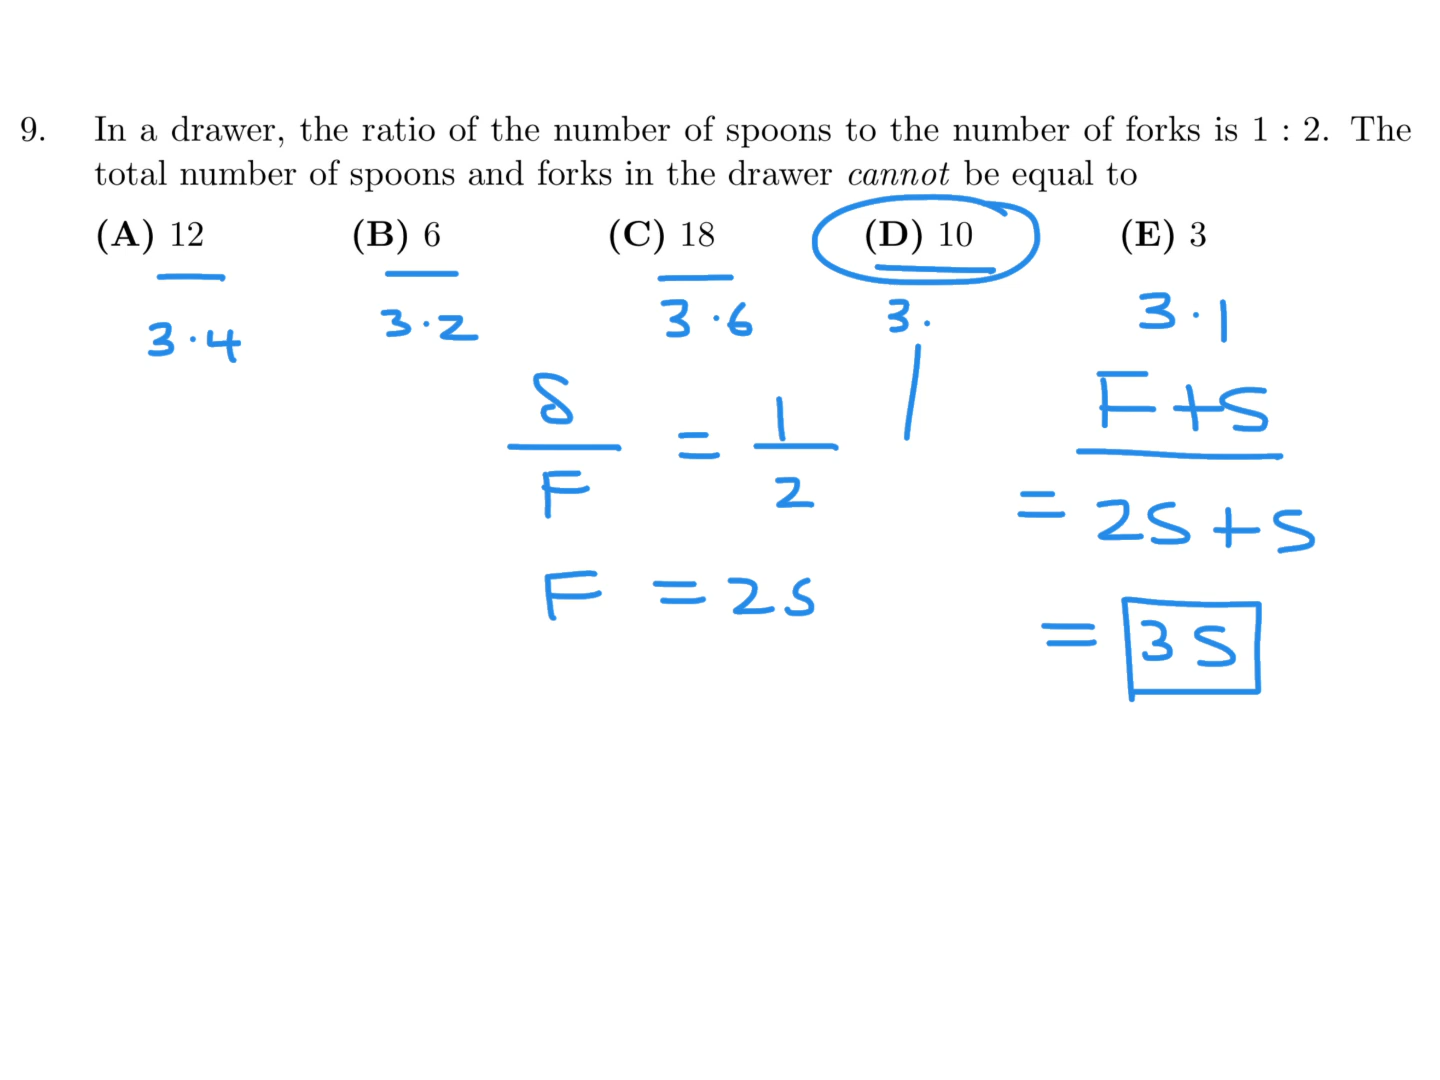 9. In a drawer, the ratio of the number of spoons to the number of forks is 1 : 2. The
total number of spoons and forks in the drawer cannot be equal to
(A) 12 (B) 6 (C) 18 (D) 10 (E) 3
3·4 3·2 3·6 3· 3·1
S/F = 1/2
F = 2S
F+S
= 2S+S
= 3S